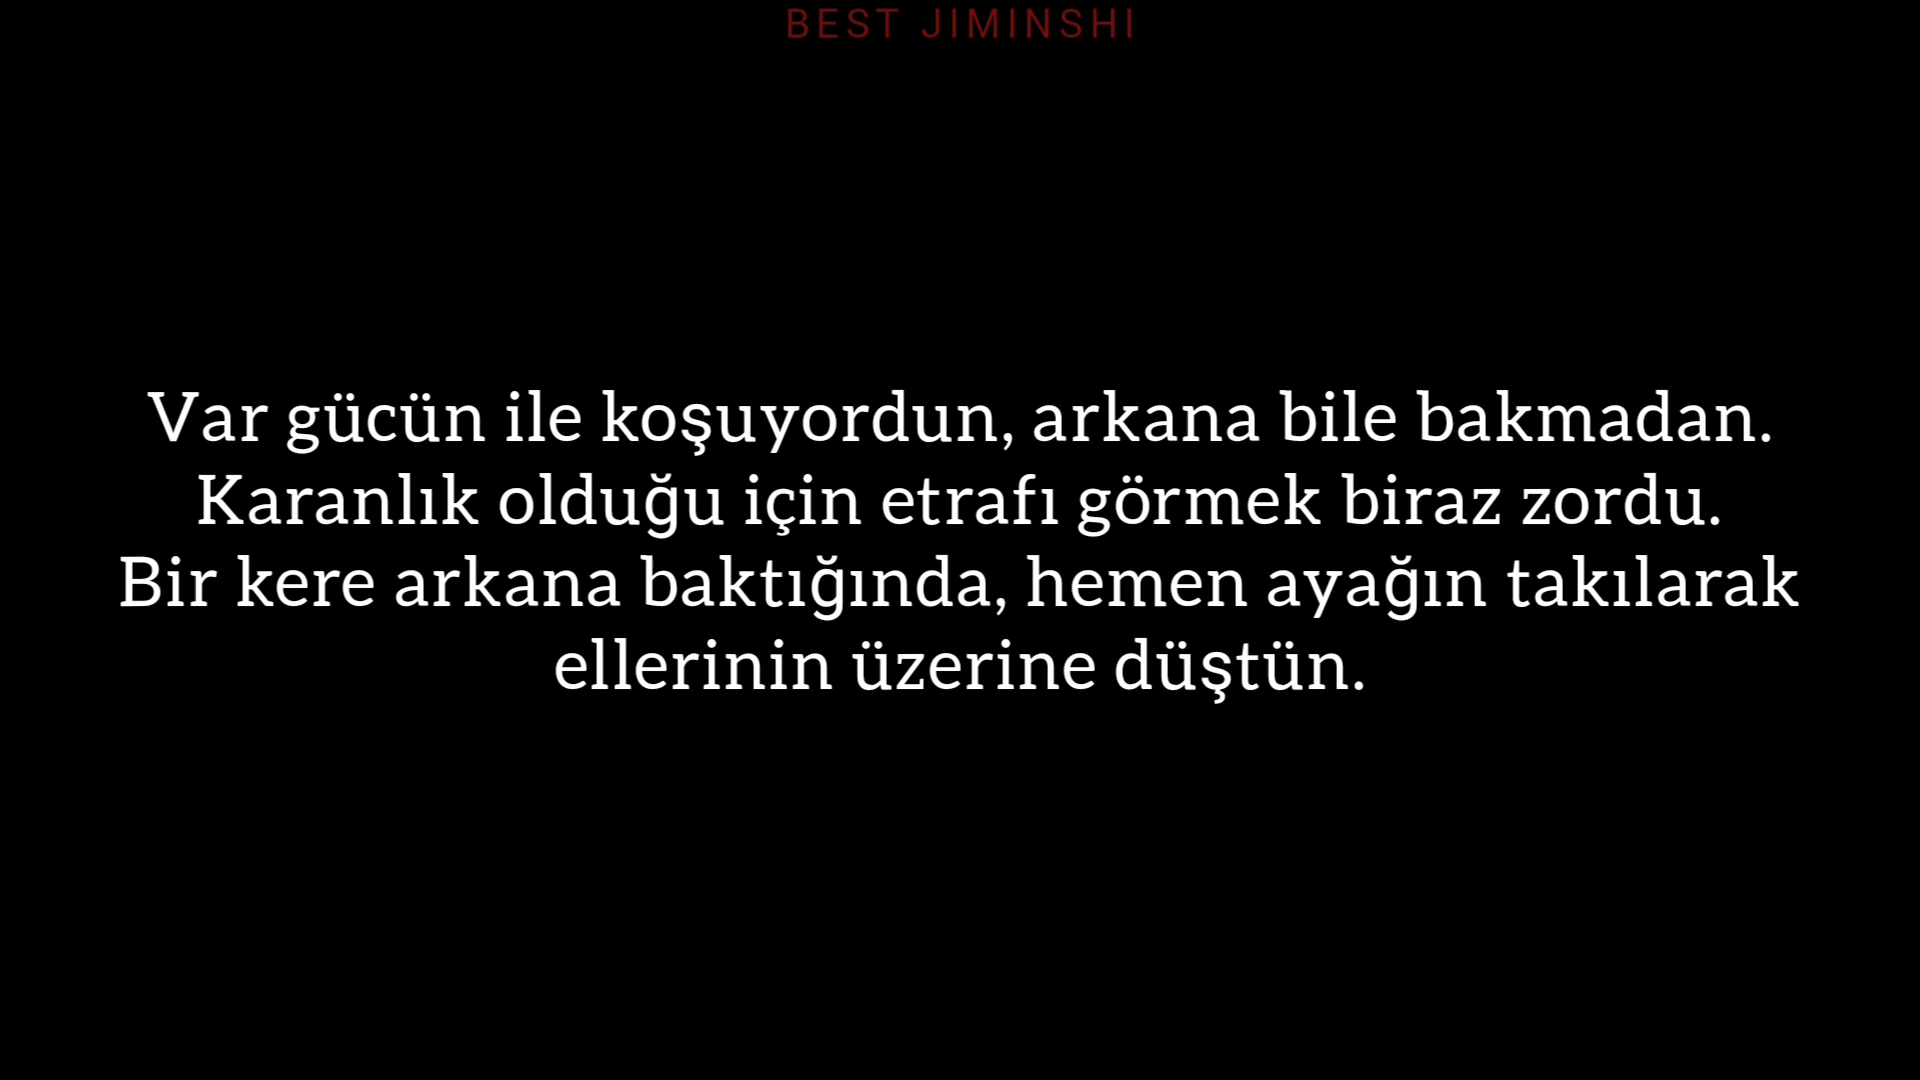 BEST JIMINSHI
Var gücün ile koşuyordun, arkana bile bakmadan.
Karanlık olduğu için etrafı görmek biraz zordu.
Bir kere arkana baktığında, hemen ayağın takılarak
ellerinin üzerine düştün.